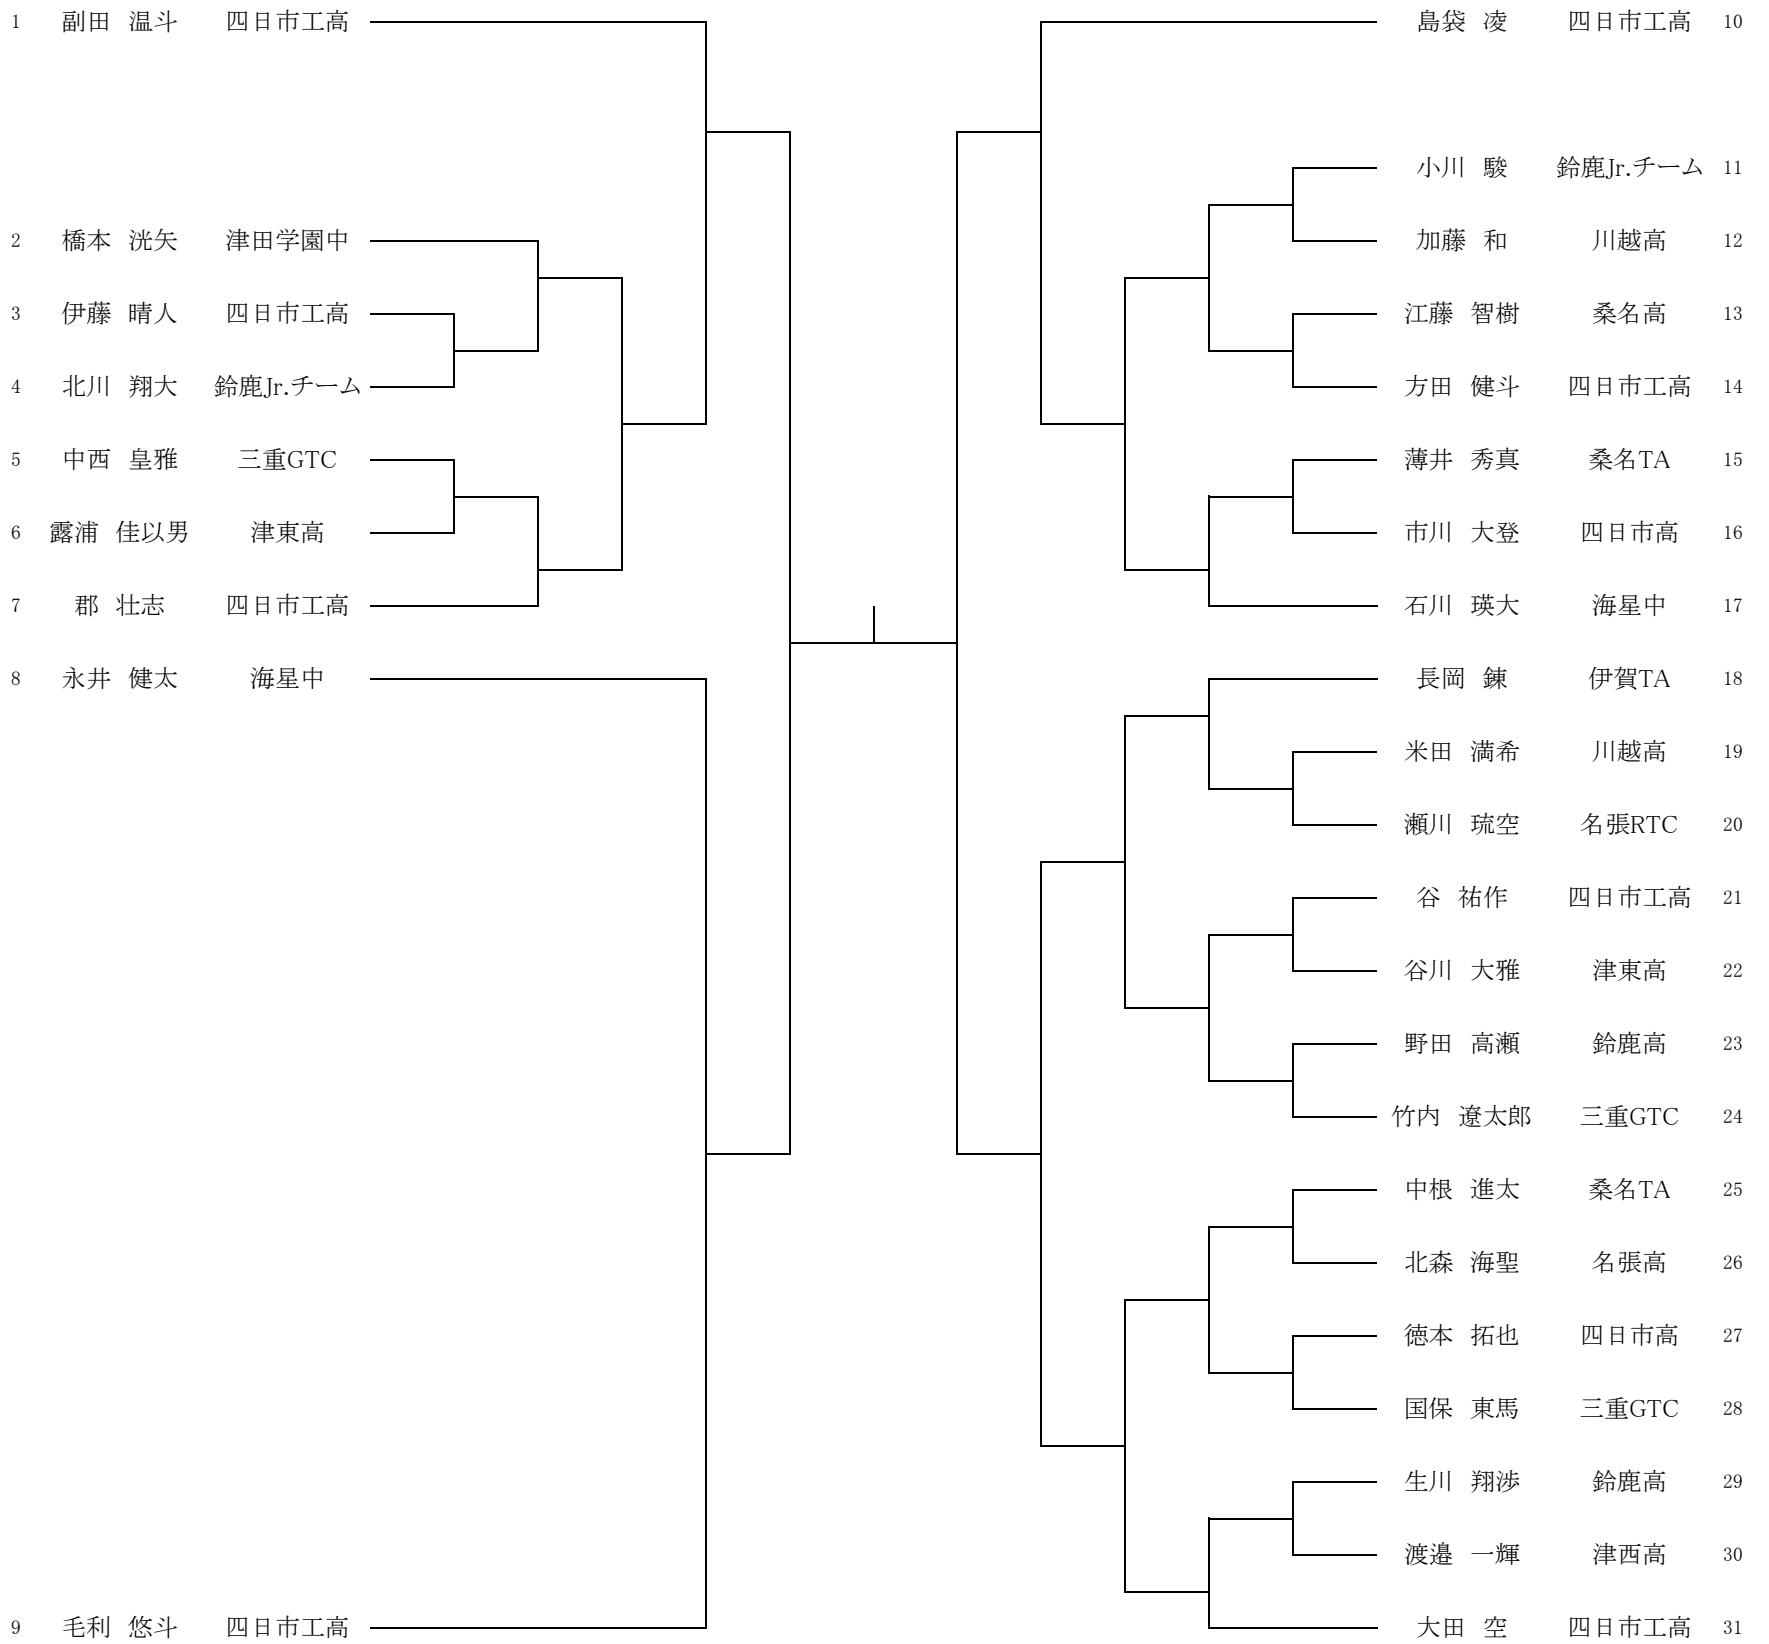 1 副田 温斗 四日市工高
2 橋本 洸矢 津田学園中
3 伊藤 晴人 四日市工高
4 北川 翔大 鈴鹿Jr.チーム
5 中西 皇雅 三重GTC
6 露浦 佳以男 津東高
7 郡 壮志 四日市工高
8 永井 健太 海星中
9 毛利 悠斗 四日市工高
島袋 凌 四日市工高 10
小川 駿 鈴鹿Jr.チーム 11
加藤 和 川越高 12
江藤 智樹 桑名高 13
方田 健斗 四日市工高 14
薄井 秀真 桑名TA 15
市川 大登 四日市高 16
石川 瑛大 海星中 17
長岡 錬 伊賀TA 18
米田 満希 川越高 19
瀬川 琉空 名張RTC 20
谷 祐作 四日市工高 21
谷川 大雅 津東高 22
野田 高瀬 鈴鹿高 23
竹内 遼太郎 三重GTC 24
中根 進太 桑名TA 25
北森 海聖 名張高 26
徳本 拓也 四日市高 27
国保 東馬 三重GTC 28
生川 翔渉 鈴鹿高 29
渡邉 一輝 津西高 30
大田 空 四日市工高 31